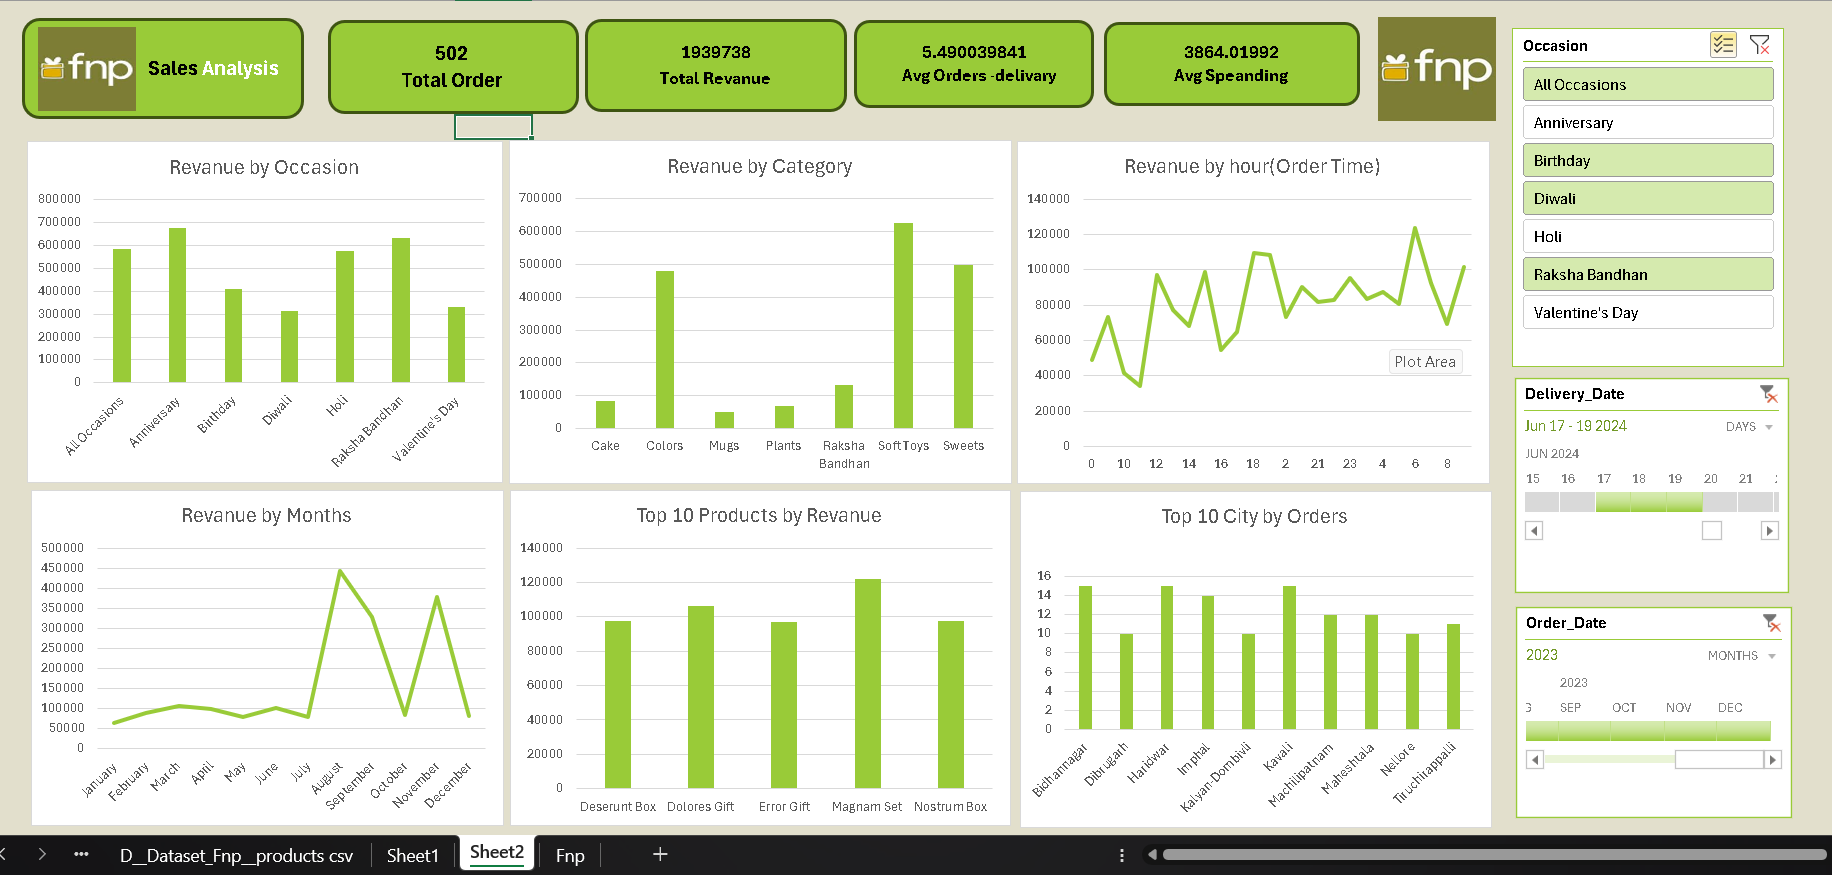 fnp
Sales Analysis
502
Total Order
1939738
Total Revanue
5.490039841
Avg Orders -delivary
3864.01992
Avg Speanding
fnp
Revanue by Occasion
800000
700000
600000
500000
400000
300000
200000
100000
0
All Occasions
Anniversary
Birthday
Diwali
Holi
Raksha Bandhan
Valentine's Day
Revanue by Category
700000
600000
500000
400000
300000
200000
100000
0
Cake
Colors
Mugs
Plants
Raksha
Bandhan
Soft Toys
Sweets
Revanue by hour(Order Time)
140000
120000
100000
80000
60000
40000
20000
0
0 10 12 14 16 18 2 21 23 4 6 8
Plot Area
Revanue by Months
500000
450000
400000
350000
300000
250000
200000
150000
100000
50000
0
January
February
March
April
May
June
July
August
September
October
November
December
Top 10 Products by Revanue
140000
120000
100000
80000
60000
40000
20000
0
Deserunt Box
Dolores Gift
Error Gift
Magnam Set
Nostrum Box
Top 10 City by Orders
16
14
12
10
8
6
4
2
0
Bidhannagar
Dibrugarh
Haridwar
Imphal
Kalyan-Dombivli
Kavali
Machilipatnam
Maheshtala
Nellore
Tiruchirappalli
Occasion
All Occasions
Anniversary
Birthday
Diwali
Holi
Raksha Bandhan
Valentine's Day
Delivery_Date
Jun 17 - 19 2024
DAYS
JUN 2024
15 16 17 18 19 20 21
Order_Date
2023
MONTHS
2023
SEP OCT NOV DEC
D__Dataset_Fnp__products csv
Sheet1
Sheet2
Fnp